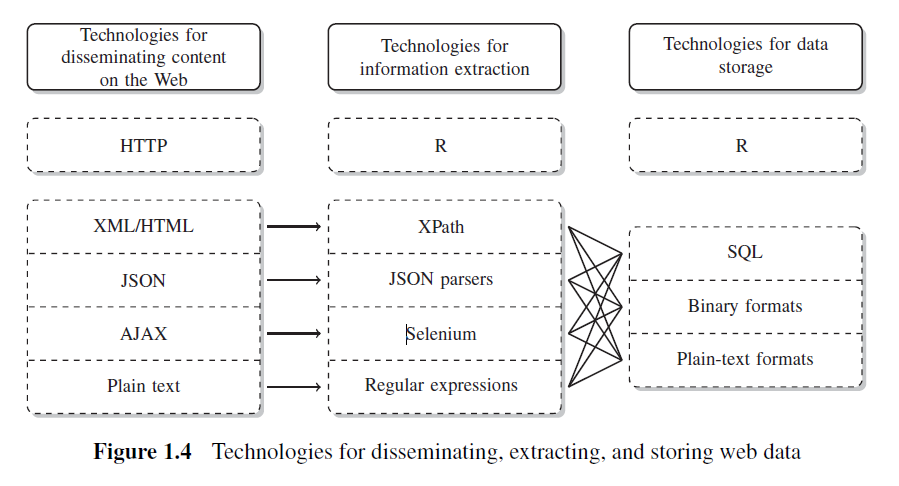 Technologies for
disseminating content
on the Web
Technologies for
information extraction
Technologies for data
storage
HTTP
R
R
XML/HTML
XPath
SQL
JSON
JSON parsers
Binary formats
AJAX
Selenium
Plain-text formats
Plain text
Regular expressions
Figure 1.4 Technologies for disseminating, extracting, and storing web data